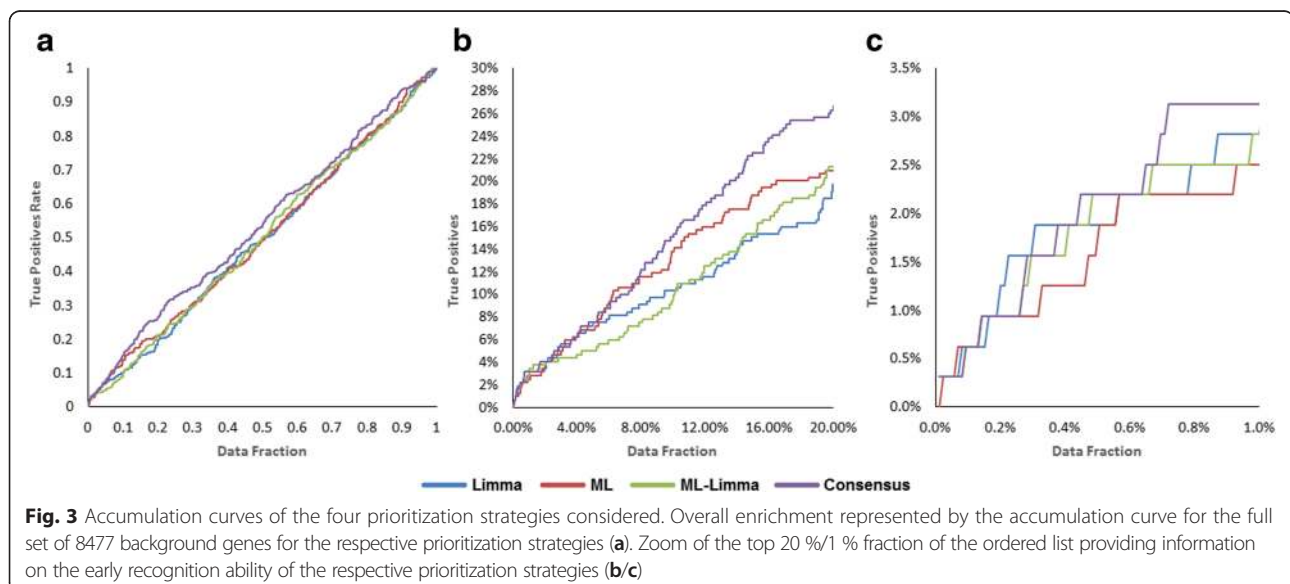 a
1
0.9
0.8
0.7
0.6
0.5
0.4
0.3
0.2
0.1
0
True Positives Rate
0 0.1 0.2 0.3 0.4 0.5 0.6 0.7 0.8 0.9 1
Data Fraction
b
30%
28%
26%
24%
22%
20%
18%
16%
14%
12%
10%
8%
6%
4%
2%
0%
True Positives
0.00% 4.00% 8.00% 12.00% 16.00% 20.00%
Data Fraction
c
3.5%
3.0%
2.5%
2.0%
1.5%
1.0%
0.5%
0.0%
True Positives
0.0% 0.2% 0.4% 0.6% 0.8% 1.0%
Data Fraction
Limma ML ML-Limma Consensus
Fig. 3 Accumulation curves of the four prioritization strategies considered. Overall enrichment represented by the accumulation curve for the full
set of 8477 background genes for the respective prioritization strategies (a). Zoom of the top 20 %/1 % fraction of the ordered list providing information
on the early recognition ability of the respective prioritization strategies (b/c)